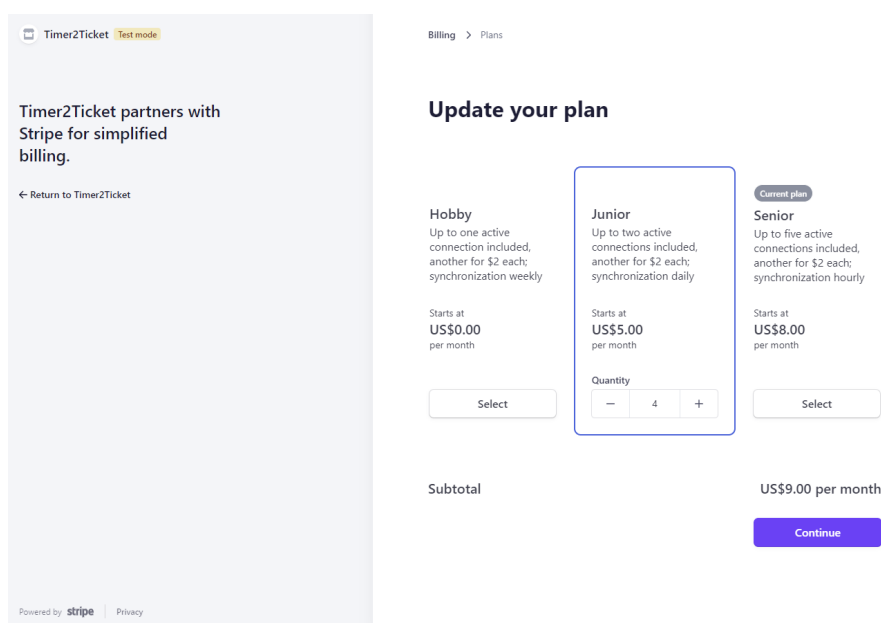 Timer2Ticket Test mode
Timer2Ticket partners with
Stripe for simplified
billing.
← Return to Timer2Ticket
Powered by stripe Privacy
Billing > Plans
Update your plan
Hobby
Up to one active
connection included,
another for $2 each;
synchronization weekly
Starts at
US$0.00
per month
Select
Junior
Up to two active
connections included,
another for $2 each;
synchronization daily
Starts at
US$5.00
per month
Quantity
− 4 +
Current plan
Senior
Up to five active
connections included,
another for $2 each;
synchronization hourly
Starts at
US$8.00
per month
Select
Subtotal US$9.00 per month
Continue